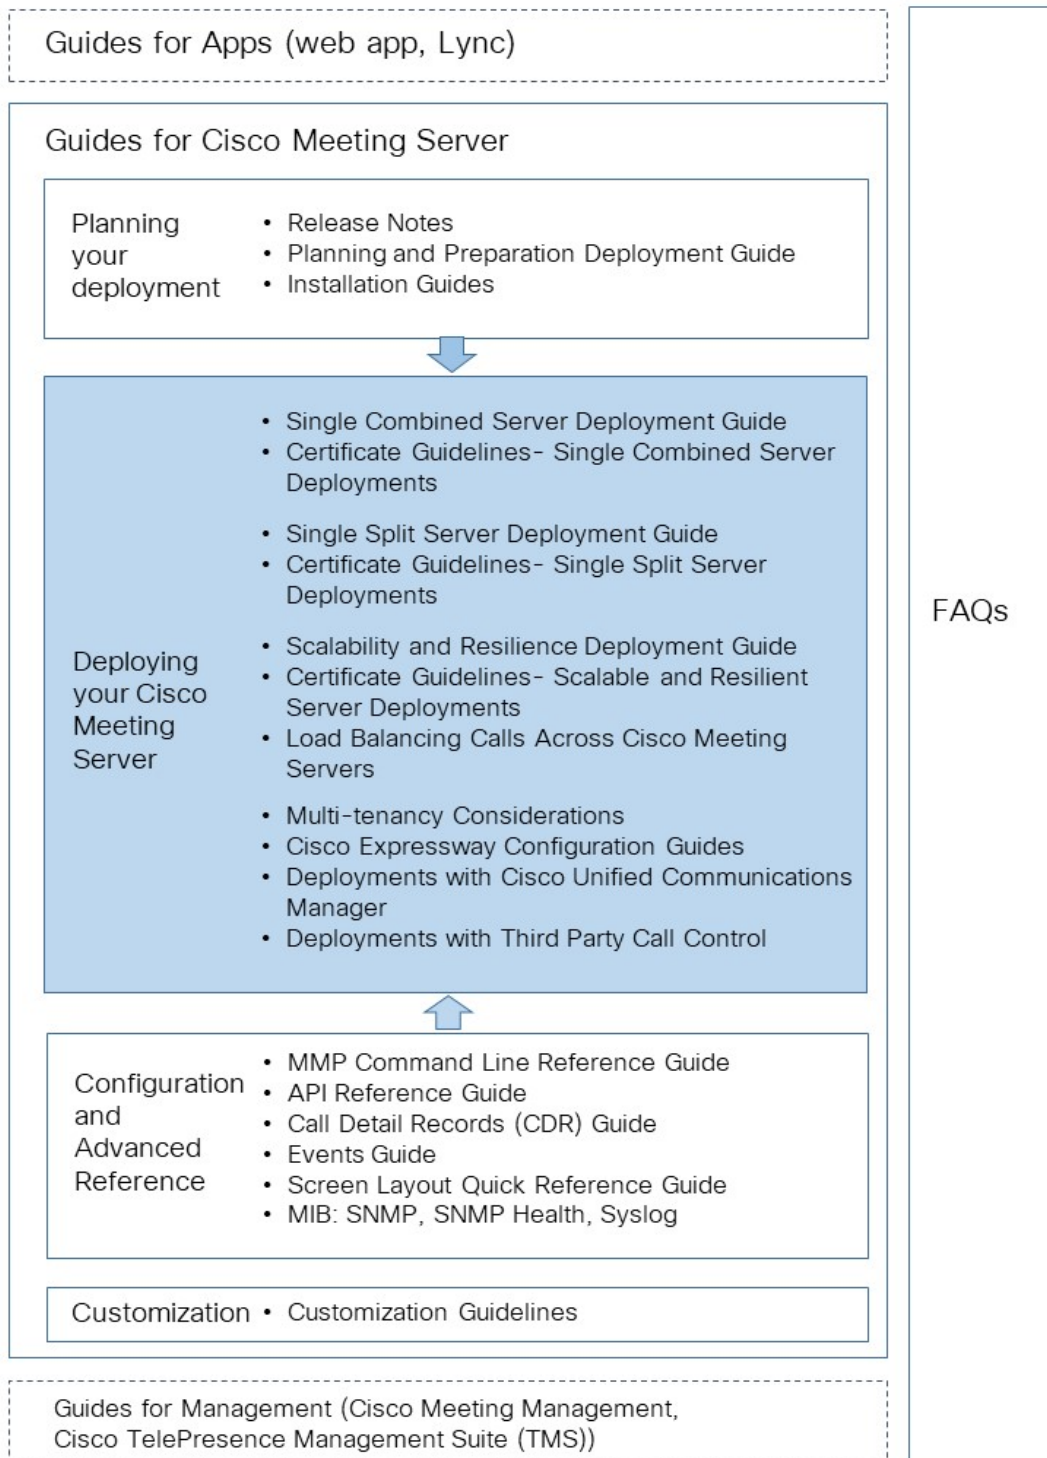 Guides for Apps (web app, Lync)
Guides for Cisco Meeting Server
Planning
your
deployment
• Release Notes
• Planning and Preparation Deployment Guide
• Installation Guides
Deploying
your Cisco
Meeting
Server
• Single Combined Server Deployment Guide
• Certificate Guidelines- Single Combined Server
Deployments
• Single Split Server Deployment Guide
• Certificate Guidelines- Single Split Server
Deployments
• Scalability and Resilience Deployment Guide
• Certificate Guidelines- Scalable and Resilient
Server Deployments
• Load Balancing Calls Across Cisco Meeting
Servers
• Multi-tenancy Considerations
• Cisco Expressway Configuration Guides
• Deployments with Cisco Unified Communications
Manager
• Deployments with Third Party Call Control
Configuration
and
Advanced
Reference
• MMP Command Line Reference Guide
• API Reference Guide
• Call Detail Records (CDR) Guide
• Events Guide
• Screen Layout Quick Reference Guide
• MIB: SNMP, SNMP Health, Syslog
Customization • Customization Guidelines
Guides for Management (Cisco Meeting Management,
Cisco TelePresence Management Suite (TMS))
FAQs